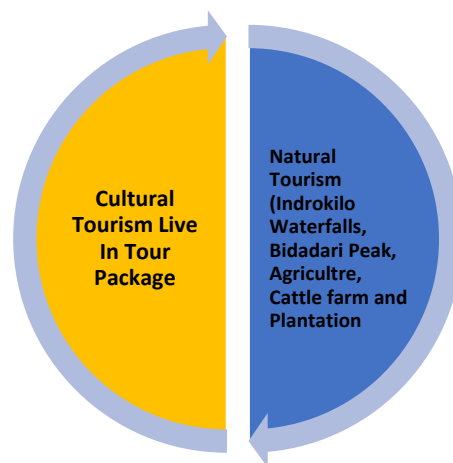 Cultural
Tourism Live
In Tour
Package
Natural
Tourism
(Indrokilo
Waterfalls,
Bidadari Peak,
Agricultre,
Cattle farm and
Plantation